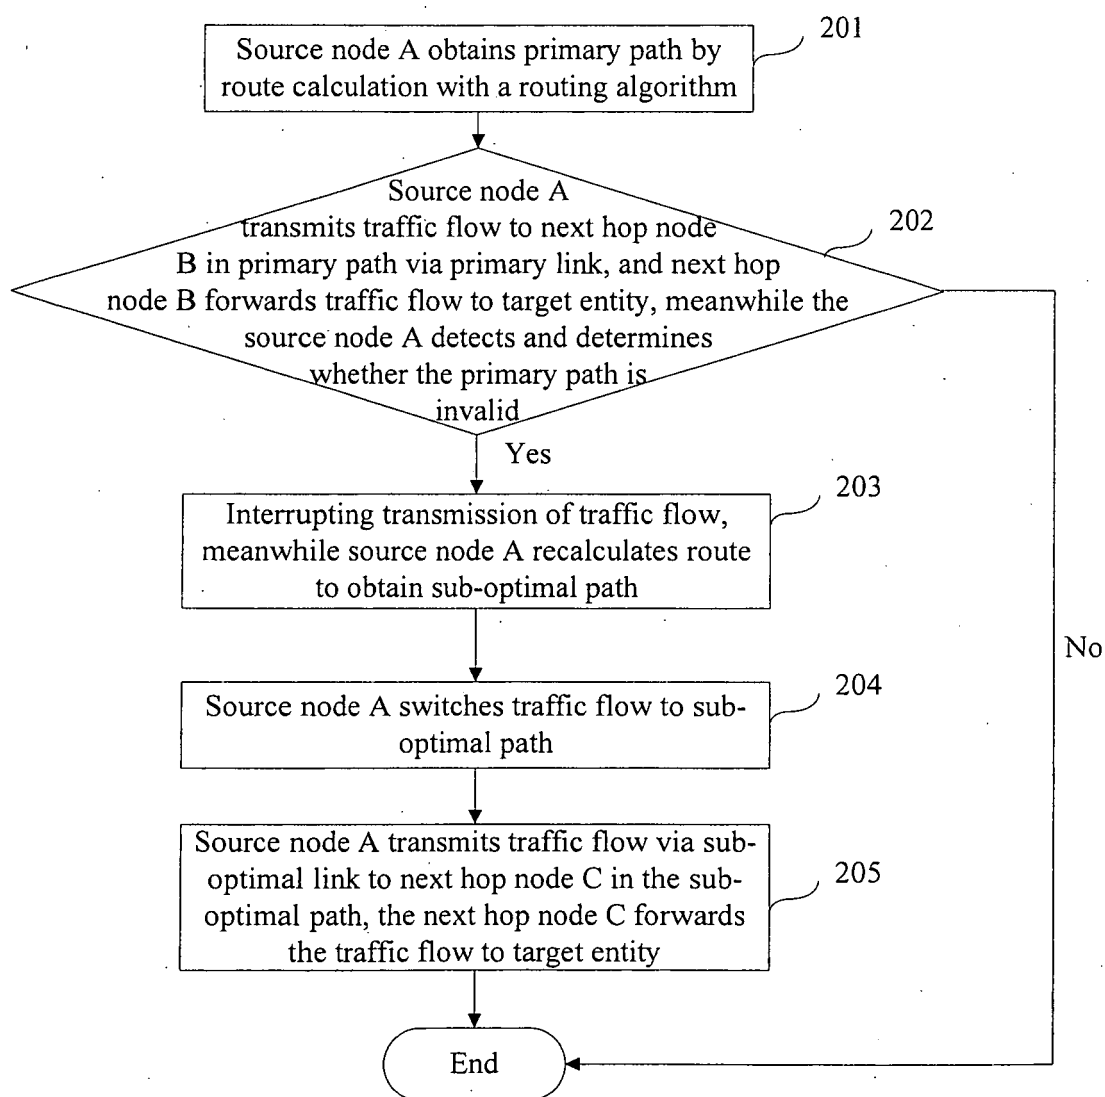 201
Source node A obtains primary path by
route calculation with a routing algorithm
Source node A
transmits traffic flow to next hop node
B in primary path via primary link, and next hop
node B forwards traffic flow to target entity, meanwhile the
source node A detects and determines
whether the primary path is
invalid
202
Yes
203
Interrupting transmission of traffic flow,
meanwhile source node A recalculates route
to obtain sub-optimal path
No
204
Source node A switches traffic flow to sub-
optimal path
Source node A transmits traffic flow via sub-
optimal link to next hop node C in the sub-
optimal path, the next hop node C forwards
the traffic flow to target entity
205
End